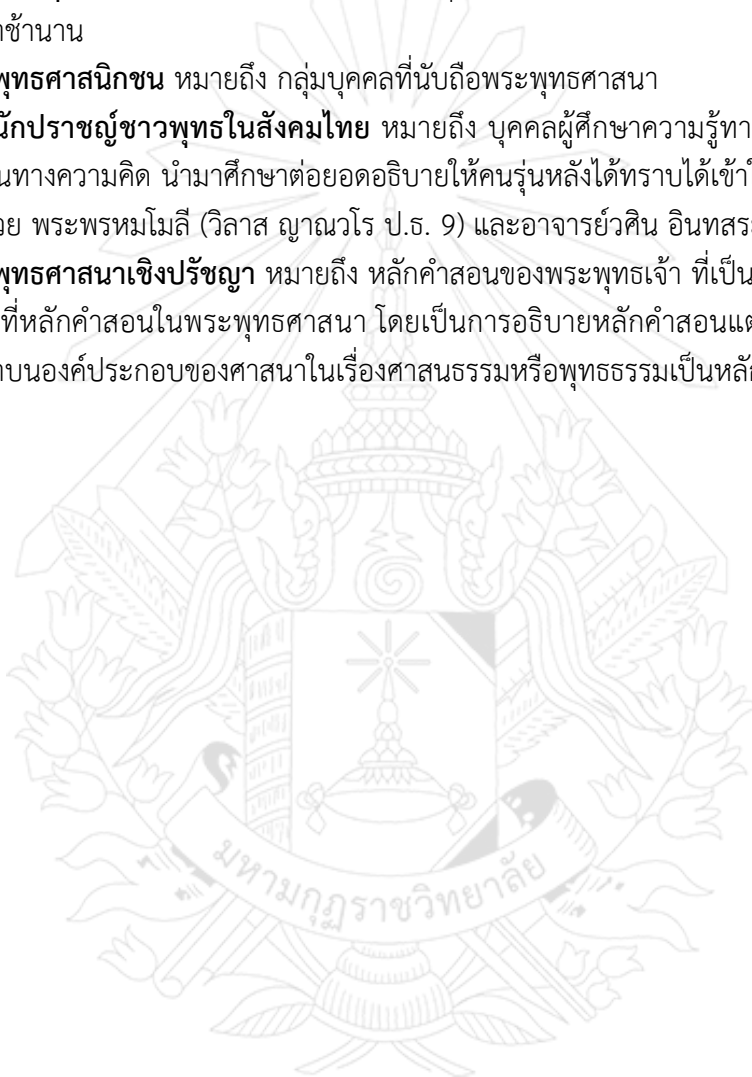 ช้านาน
พุทธศาสนิกชน หมายถึง กลุ่มบุคคลที่นับถือพระพุทธศาสนา
นักปราชญ์ชาวพุทธในสังคมไทย หมายถึง บุคคลผู้ศึกษาความรู้ทา
นทางความคิด นำมาศึกษาต่อยอดอธิบายให้คนรุ่นหลังได้ทราบได้เข้า
วย พระพรหมโมลี (วิลาส ญาณวโร ป.ธ. 9) และอาจารย์วศิน อินทสระ
พุทธศาสนาเชิงปรัชญา หมายถึง หลักคำสอนของพระพุทธเจ้า ที่เป็น
ที่หลักคำสอนในพระพุทธศาสนา โดยเป็นการอธิบายหลักคำสอนแต
บนองค์ประกอบของศาสนาในเรื่องศาสนธรรมหรือพุทธธรรมเป็นหลัก
มหามกุฏราชวิทยาลัย